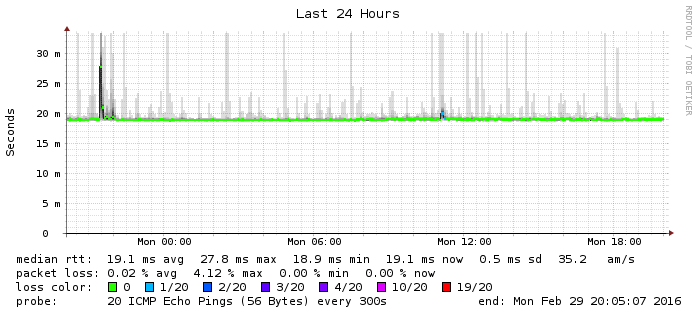 Last 24 Hours
RRDTOOL / TOBI OETIKER
Seconds
30 m
25 m
20 m
15 m
10 m
5 m
0
Mon 00:00 Mon 06:00 Mon 12:00 Mon 18:00
median rtt: 19.1 ms avg 27.8 ms max 18.9 ms min 19.1 ms now 0.5 ms sd 35.2 am/s
packet loss: 0.02 % avg 4.12 % max 0.00 % min 0.00 % now
loss color: 0 1/20 2/20 3/20 4/20 10/20 19/20
probe: 20 ICMP Echo Pings (56 Bytes) every 300s end: Mon Feb 29 20:05:07 2016